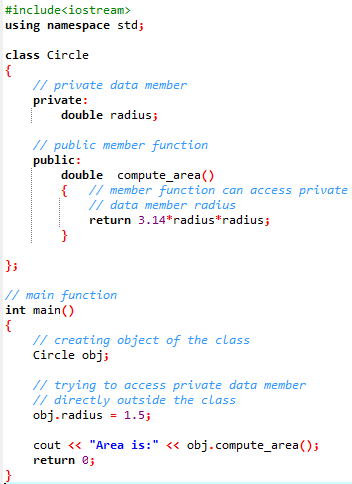 #include<iostream>
using namespace std;
class Circle
{
// private data member
private:
double radius;
// public member function
public:
double  compute_area()
{   // member function can access private
// data member radius
return 3.14*radius*radius;
}
};
// main function
int main()
{
// creating object of the class
Circle obj;
// trying to access private data member
// directly outside the class
obj.radius = 1.5;
cout << "Area is:" << obj.compute_area();
return 0;
}